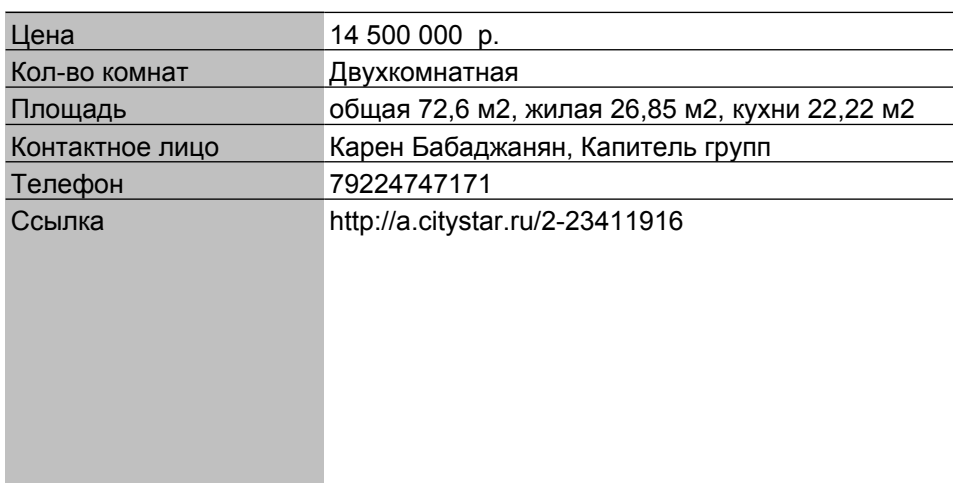 Цена 14 500 000 р.
Кол-во комнат Двухкомнатная
Площадь общая 72,6 м2, жилая 26,85 м2, кухни 22,22 м2
Контактное лицо Карен Бабаджанян, Капитель групп
Телефон 79224747171
Ссылка http://a.citystar.ru/2-23411916